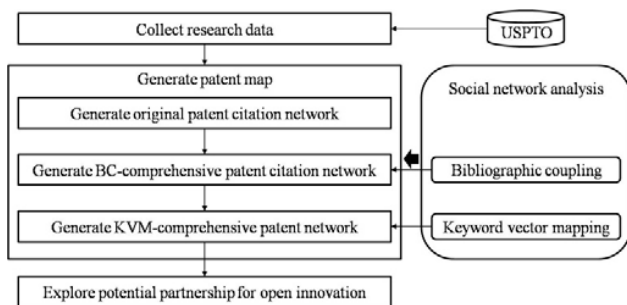 Collect research data
USPTO
Generate patent map
Generate original patent citation network
Generate BC-comprehensive patent citation network
Generate KVM-comprehensive patent network
Social network analysis
Bibliographic coupling
Keyword vector mapping
Explore potential partnership for open innovation